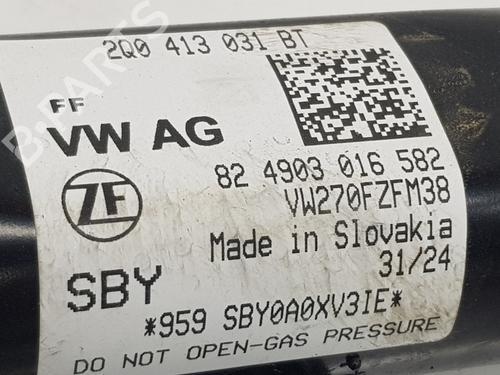 2Q0 413 031 BT
FF
VW AG
82 4903 016 582
VW270FZFM38
ZF
Made in Slovakia
31/24
SBY
*959 SBY0A0XV3IE*
DO NOT OPEN-GAS PRESSURE
B-PARTS